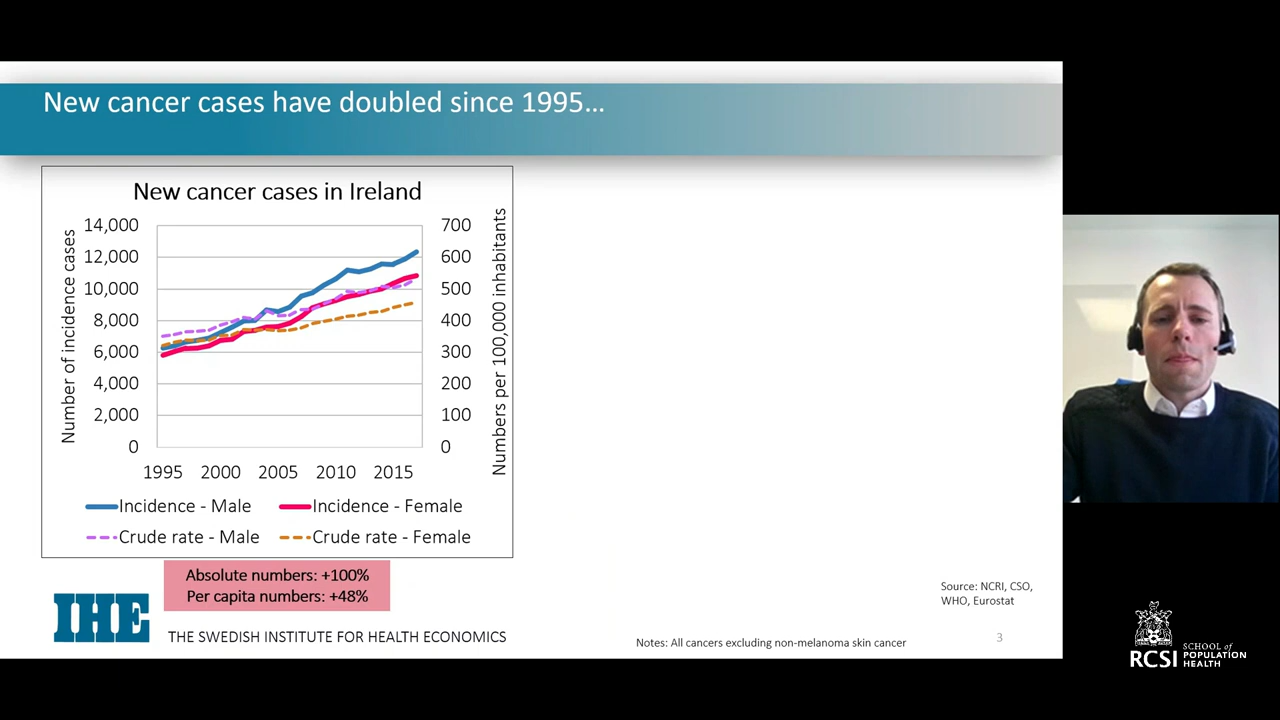 New cancer cases have doubled since 1995…
New cancer cases in Ireland
Number of incidence cases
14,000
12,000
10,000
8,000
6,000
4,000
2,000
0
700
600
500
400
300
200
100
0
Numbers per 100,000 inhabitants
1995 2000 2005 2010 2015
Incidence - Male Incidence - Female
Crude rate - Male Crude rate - Female
Absolute numbers: +100%
Per capita numbers: +48%
IHE
THE SWEDISH INSTITUTE FOR HEALTH ECONOMICS
Notes: All cancers excluding non-melanoma skin cancer
Source: NCRI, CSO,
WHO, Eurostat
3
RCSI
SCHOOL of
POPULATION
HEALTH